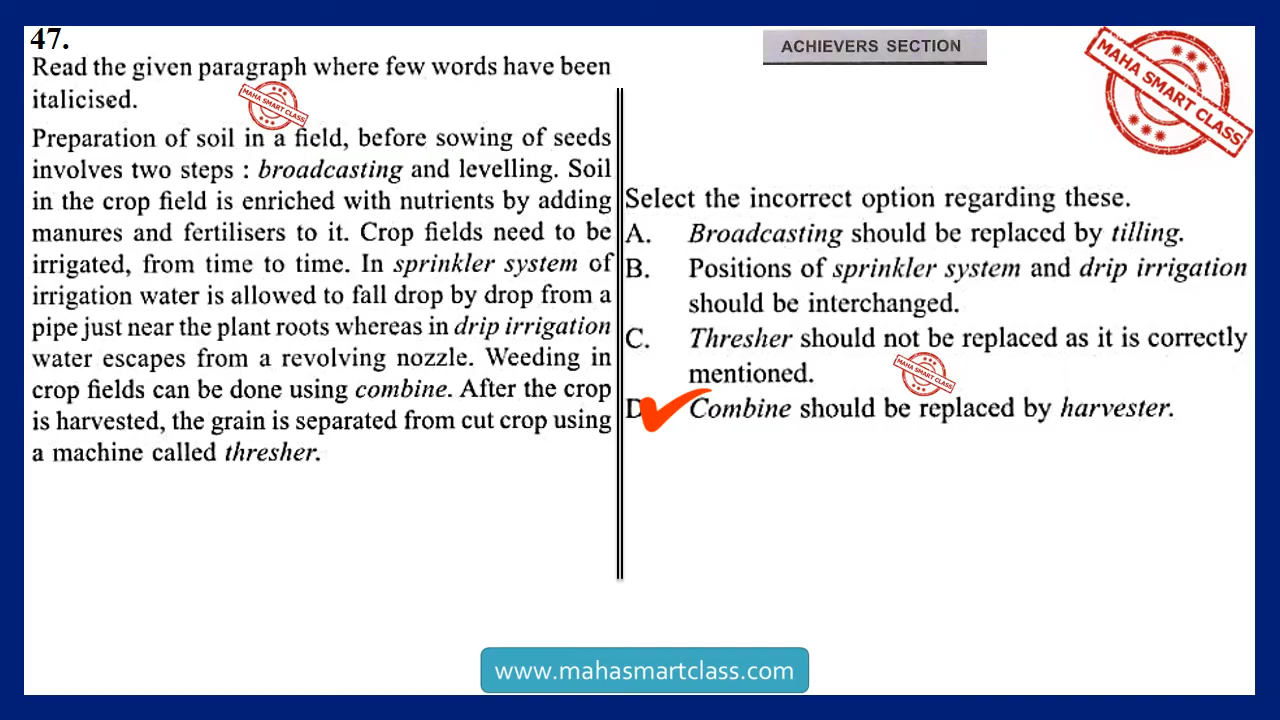 47.
Read the given paragraph where few words have been
italicised.
Preparation of soil in a field, before sowing of seeds
involves two steps : broadcasting and levelling. Soil
in the crop field is enriched with nutrients by adding
manures and fertilisers to it. Crop fields need to be
irrigated, from time to time. In sprinkler system of
irrigation water is allowed to fall drop by drop from a
pipe just near the plant roots whereas in drip irrigation
water escapes from a revolving nozzle. Weeding in
crop fields can be done using combine. After the crop
is harvested, the grain is separated from cut crop using
a machine called thresher.
MAHA SMART CLASS
ACHIEVERS SECTION
MAHA SMART CLASS
Select the incorrect option regarding these.
A. Broadcasting should be replaced by tilling.
B. Positions of sprinkler system and drip irrigation
should be interchanged.
C. Thresher should not be replaced as it is correctly
mentioned.
MAHA SMART CLASS
D Combine should be replaced by harvester.
www.mahasmartclass.com